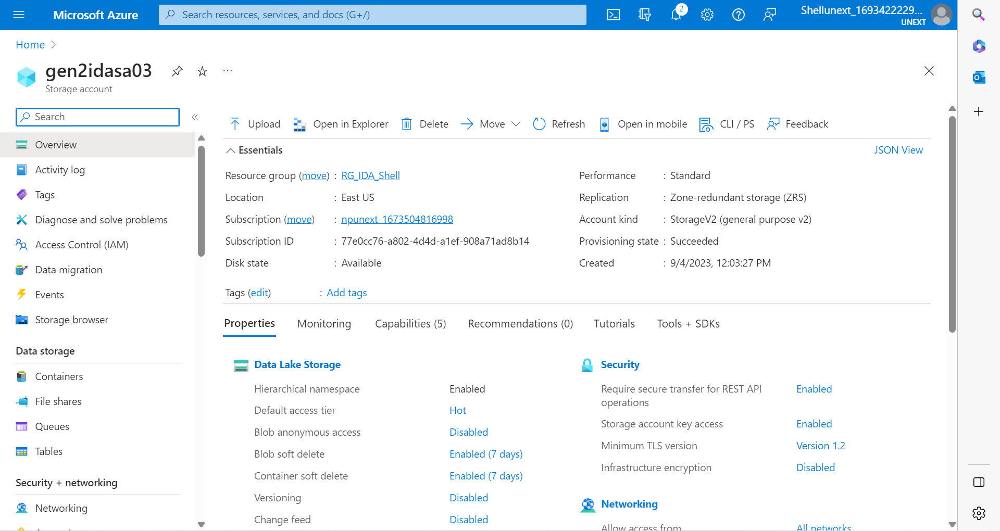 Microsoft Azure
Search resources, services, and docs (G+/)
2
Shellunext_1693422229...
UNEXT
Home >
gen2idasa03
Storage account
Search
«
Overview
Activity log
Tags
Diagnose and solve problems
Access Control (IAM)
Data migration
Events
Storage browser
Data storage
Containers
File shares
Queues
Tables
Security + networking
Networking
Upload
Open in Explorer
Delete
Move
Refresh
Open in mobile
CLI / PS
Feedback
Essentials
JSON View
Resource group (move) : RG_IDA_Shell
Location : East US
Subscription (move) : npunext-1673504816998
Subscription ID : 77e0cc76-a802-4d4d-a1ef-908a71ad8b14
Disk state : Available
Performance : Standard
Replication : Zone-redundant storage (ZRS)
Account kind : StorageV2 (general purpose v2)
Provisioning state : Succeeded
Created : 9/4/2023, 12:03:27 PM
Tags (edit) : Add tags
Properties
Monitoring
Capabilities (5)
Recommendations (0)
Tutorials
Tools + SDKs
Data Lake Storage
Hierarchical namespace Enabled
Default access tier Hot
Blob anonymous access Disabled
Blob soft delete Enabled (7 days)
Container soft delete Enabled (7 days)
Versioning Disabled
Change feed Disabled
Security
Require secure transfer for REST API Enabled
operations
Storage account key access Enabled
Minimum TLS version Version 1.2
Infrastructure encryption Disabled
Networking
Allow access from All networks